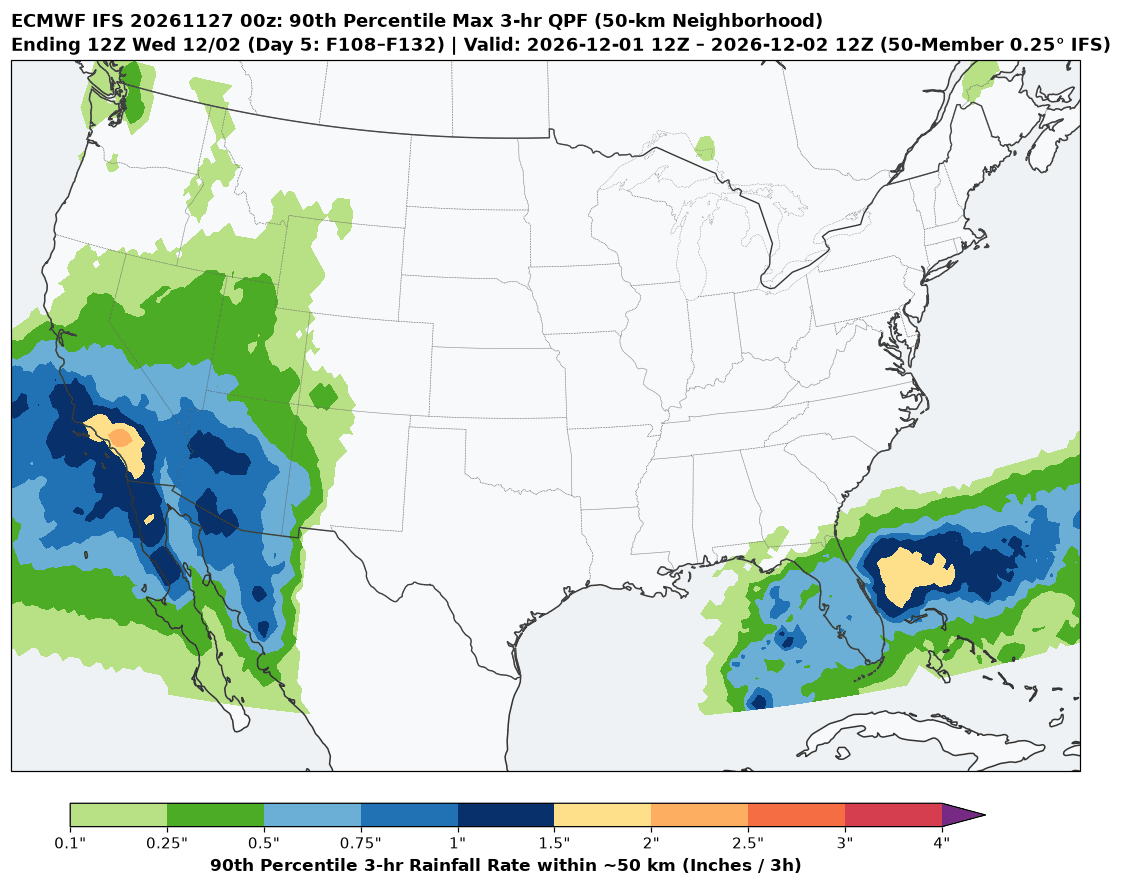 ECMWF IFS 20261127 00z: 90th Percentile Max 3-hr QPF (50-km Neighborhood)
Ending 12Z Wed 12/02 (Day 5: F108–F132) | Valid: 2026-12-01 12Z – 2026-12-02 12Z (50-Member 0.25° IFS)
0.1" 0.25" 0.5" 0.75" 1" 1.5" 2" 2.5" 3" 4"
90th Percentile 3-hr Rainfall Rate within ~50 km (Inches / 3h)